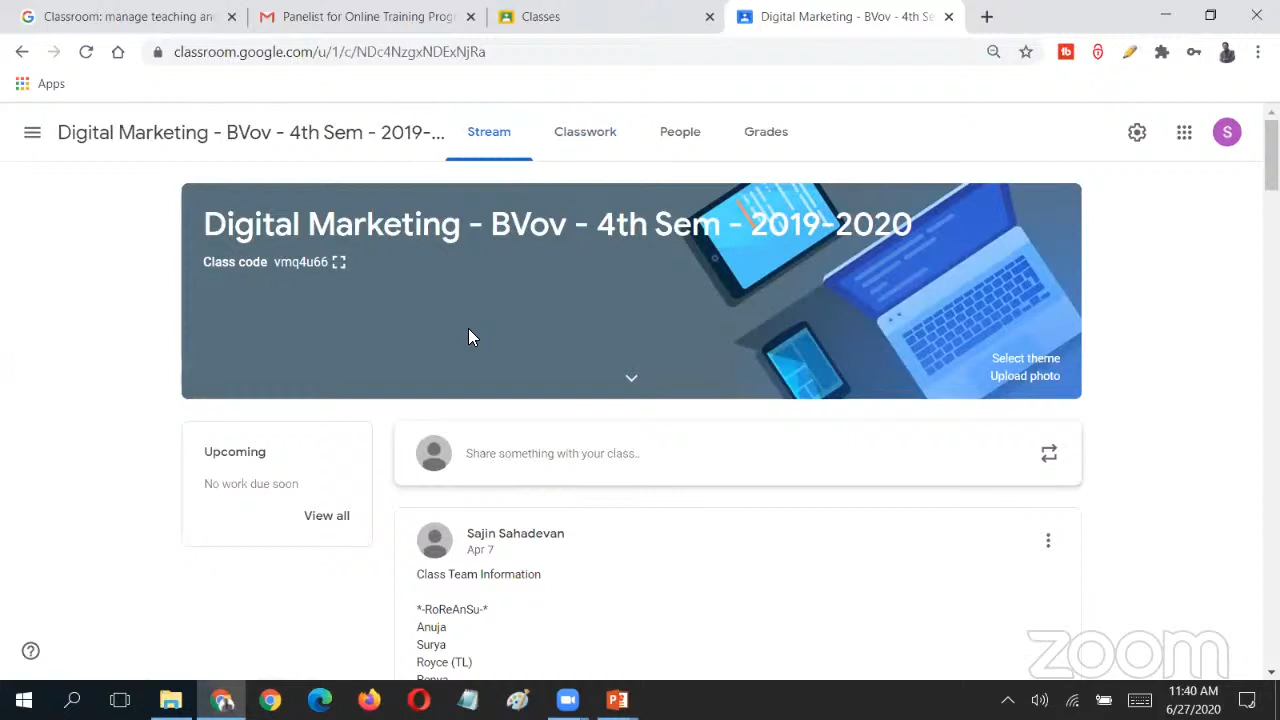 Classroom: manage teaching an
Panelist for Online Training Prog
Classes
Digital Marketing - BVov - 4th Se
classroom.google.com/u/1/c/NDc4NzgxNDExNjRa
Apps
Digital Marketing - BVov - 4th Sem - 2019-...
Stream
Classwork
People
Grades
S
Digital Marketing - BVov - 4th Sem - 2019-2020
Class code vmq4u66
Select theme
Upload photo
Upcoming
No work due soon
View all
Share something with your class..
Sajin Sahadevan
Apr 7
Class Team Information
*-RoReAnSu-*
Anuja
Surya
Royce (TL)
zoom
11:40 AM
6/27/2020